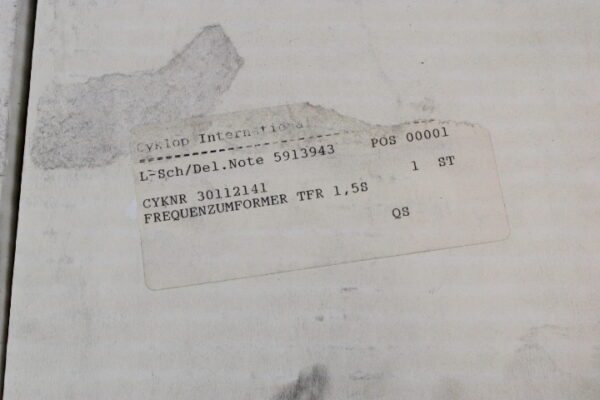 Cyklop International
L-Sch/Del.Note 5913943 POS 00001
CYKNR 30112141 1 ST
FREQUENZUMFORMER TFR 1,5S
QS